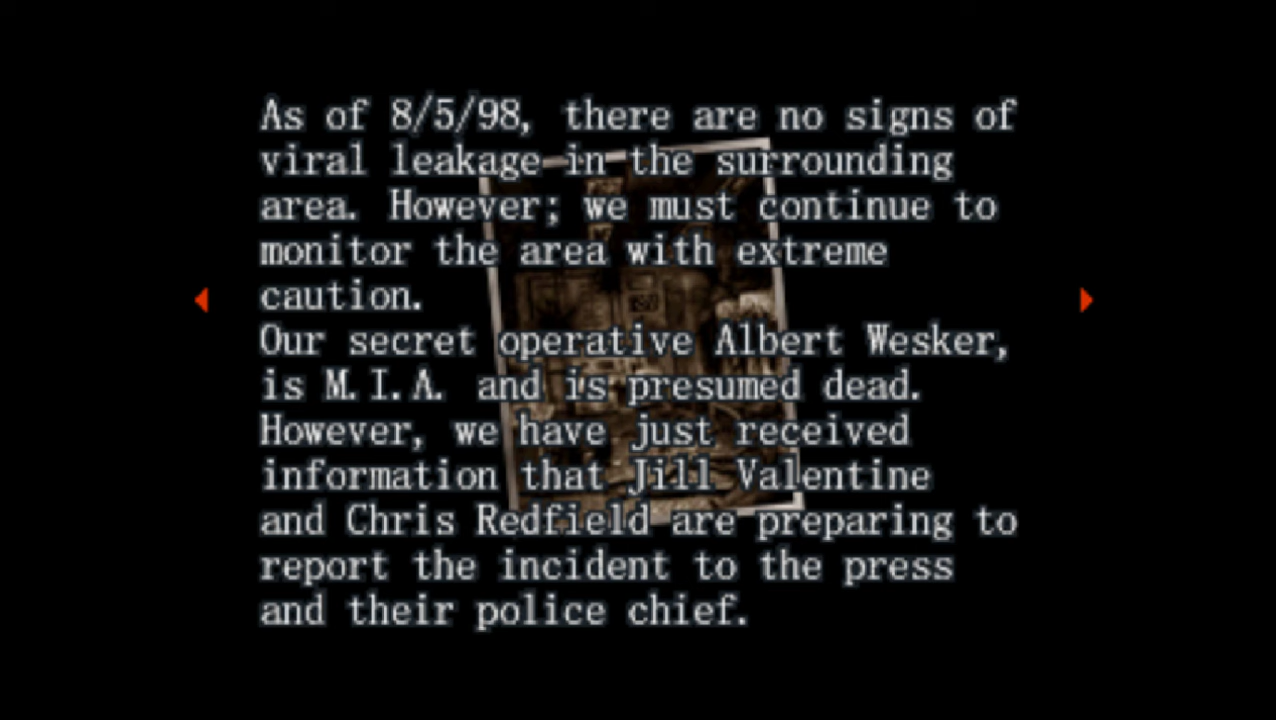 As of 8/5/98, there are no signs of
viral leakage in the surrounding
area. However; we must continue to
monitor the area with extreme
caution.
Our secret operative Albert Wesker,
is M.I.A. and is presumed dead.
However, we have just received
information that Jill Valentine
and Chris Redfield are preparing to
report the incident to the press
and their police chief.